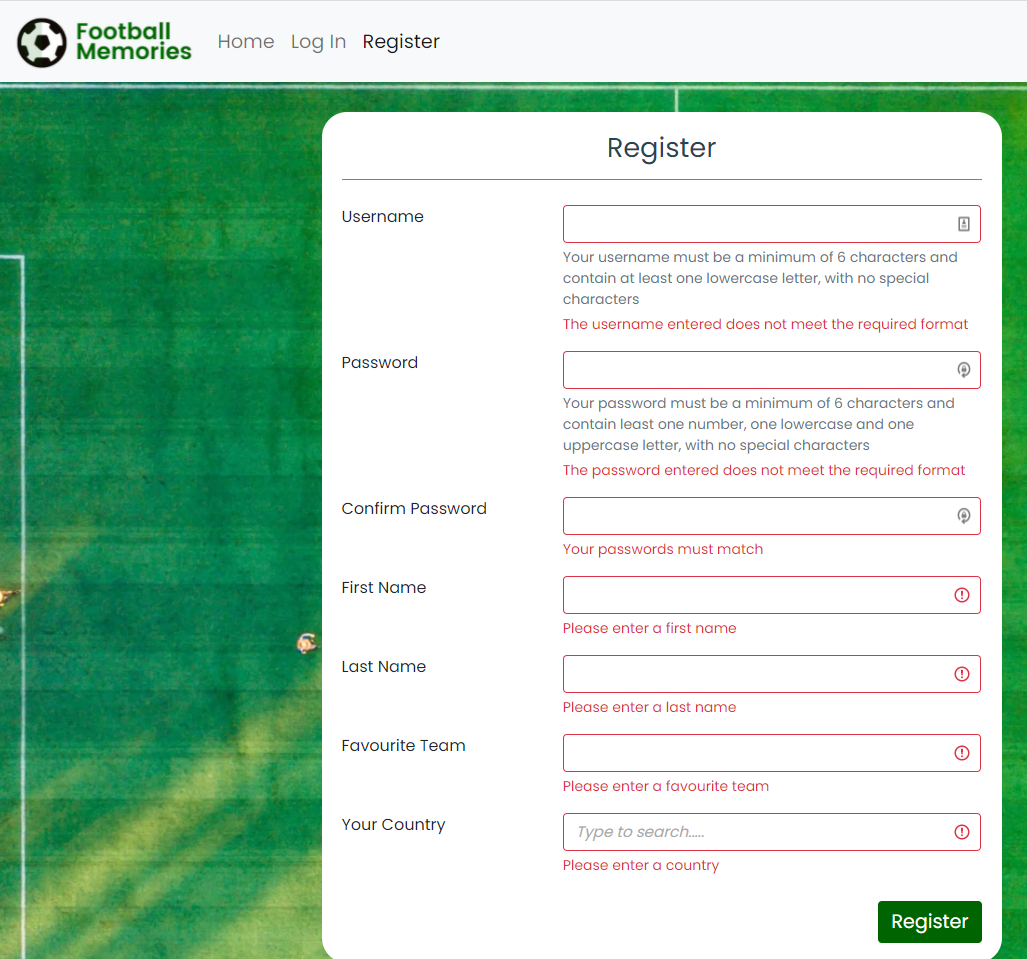 Football
Memories
Home Log In Register
Register
Username
Your username must be a minimum of 6 characters and
contain at least one lowercase letter, with no special
characters
The username entered does not meet the required format
Password
Your password must be a minimum of 6 characters and
contain least one number, one lowercase and one
uppercase letter, with no special characters
The password entered does not meet the required format
Confirm Password
Your passwords must match
First Name
Please enter a first name
Last Name
Please enter a last name
Favourite Team
Please enter a favourite team
Your Country
Type to search.....
Please enter a country
Register